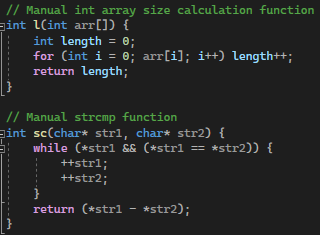 // Manual int array size calculation function
int l(int arr[]) {
    int length = 0;
    for (int i = 0; arr[i]; i++) length++;
    return length;
}

// Manual strcmp function
int sc(char* str1, char* str2) {
    while (*str1 && (*str1 == *str2)) {
        ++str1;
        ++str2;
    }
    return (*str1 - *str2);
}